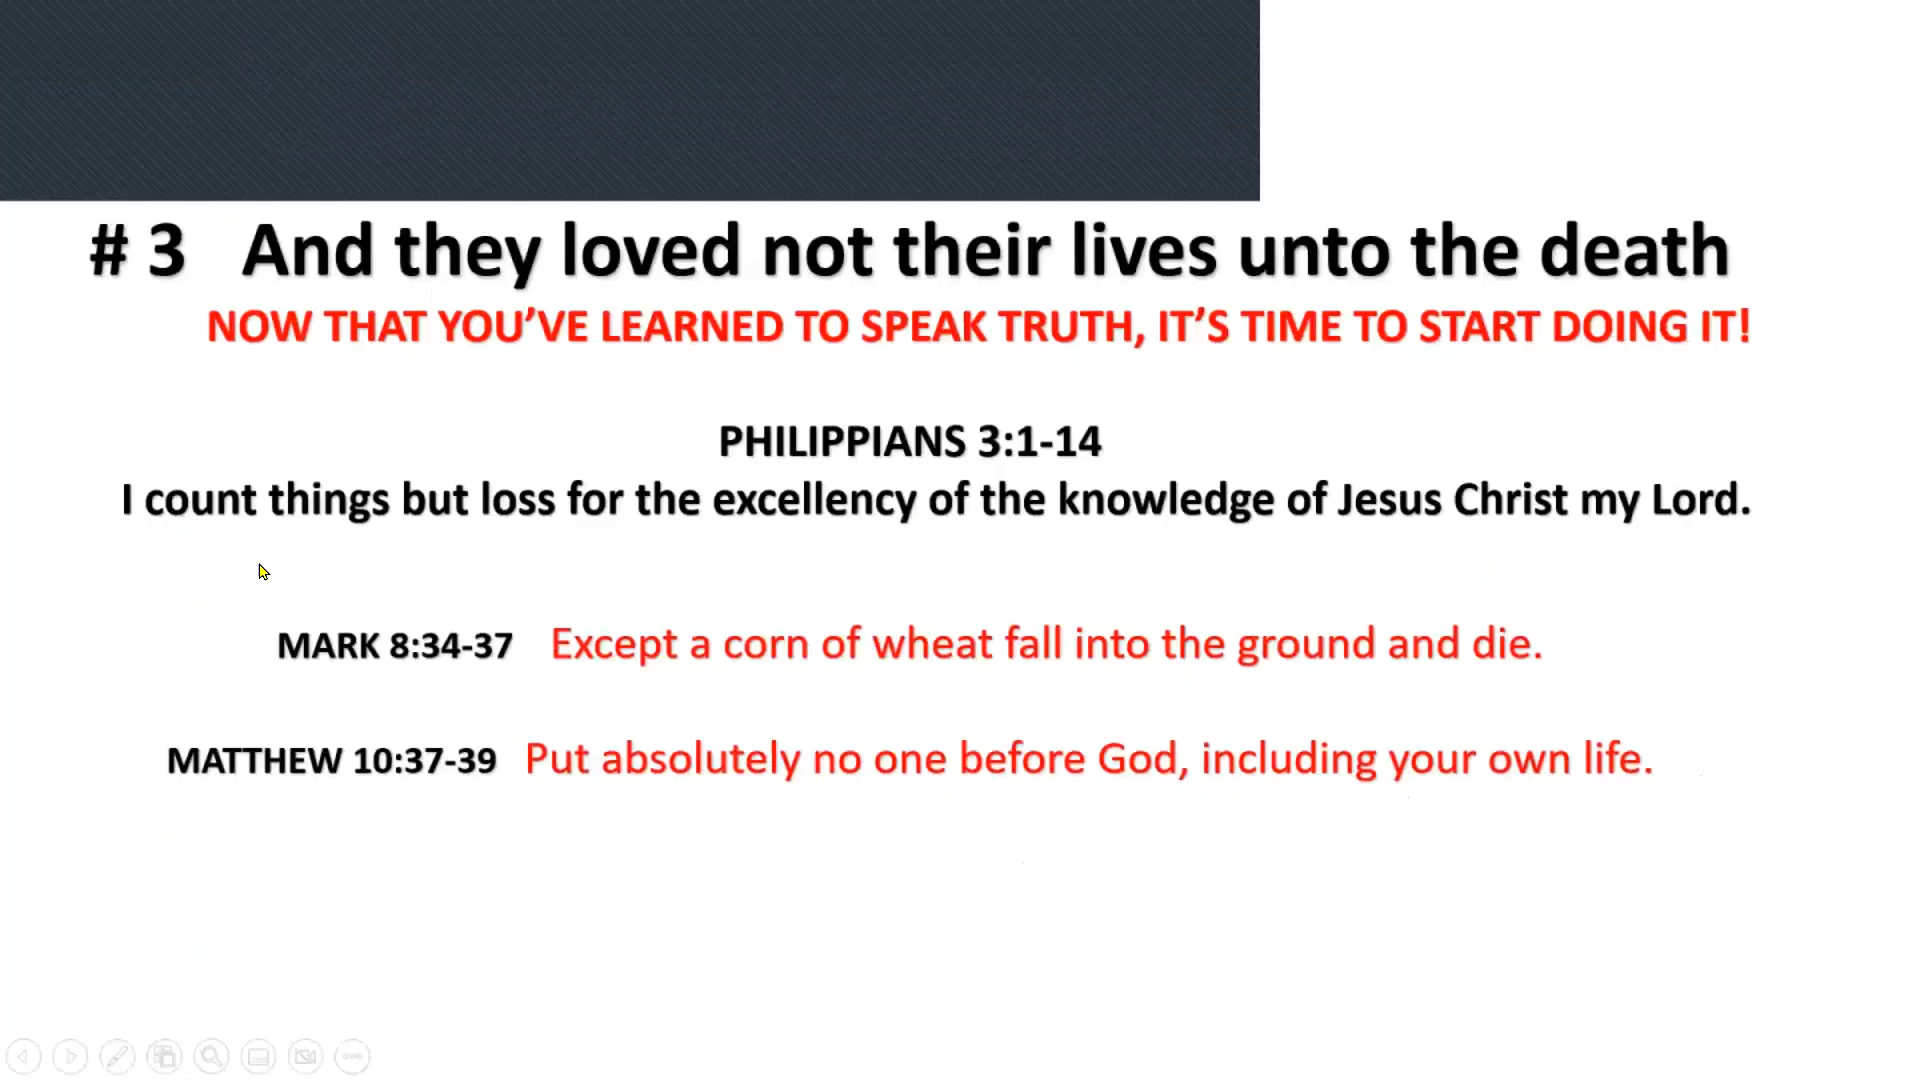 # 3 And they loved not their lives unto the death
NOW THAT YOU’VE LEARNED TO SPEAK TRUTH, IT’S TIME TO START DOING IT!
PHILIPPIANS 3:1-14
I count things but loss for the excellency of the knowledge of Jesus Christ my Lord.
MARK 8:34-37 Except a corn of wheat fall into the ground and die.
MATTHEW 10:37-39 Put absolutely no one before God, including your own life.